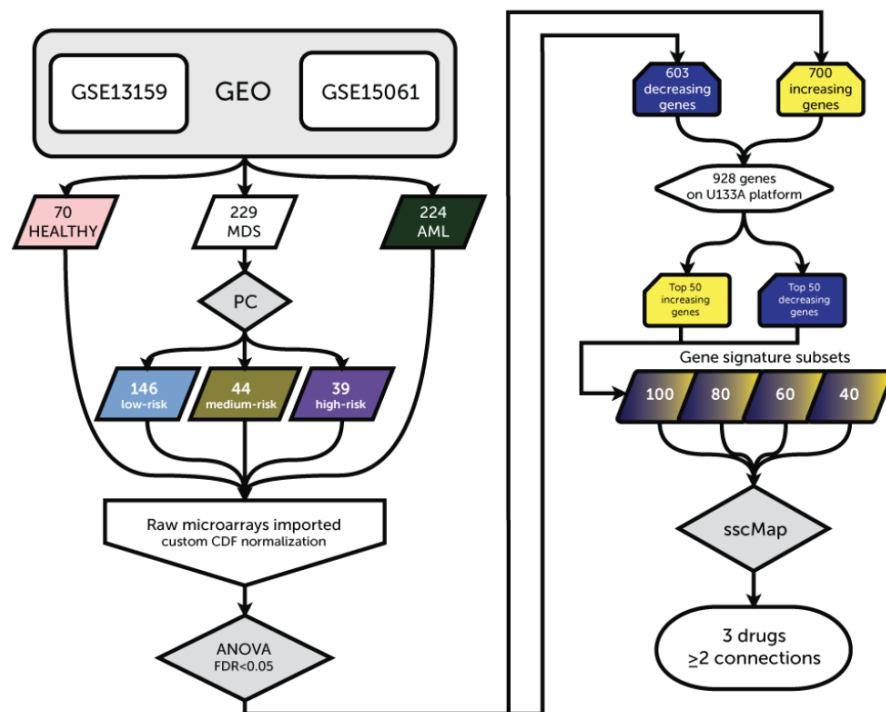 GSE13159
GEO
GSE15061
70
HEALTHY
229
MDS
224
AML
PC
146
low-risk
44
medium-risk
39
high-risk
Raw microarrays imported
custom CDF normalization
ANOVA
FDR<0.05
603
decreasing
genes
700
increasing
genes
928 genes
on U133A platform
Top 50
increasing
genes
Top 50
decreasing
genes
Gene signature subsets
100
80
60
40
sscMap
3 drugs
≥2 connections